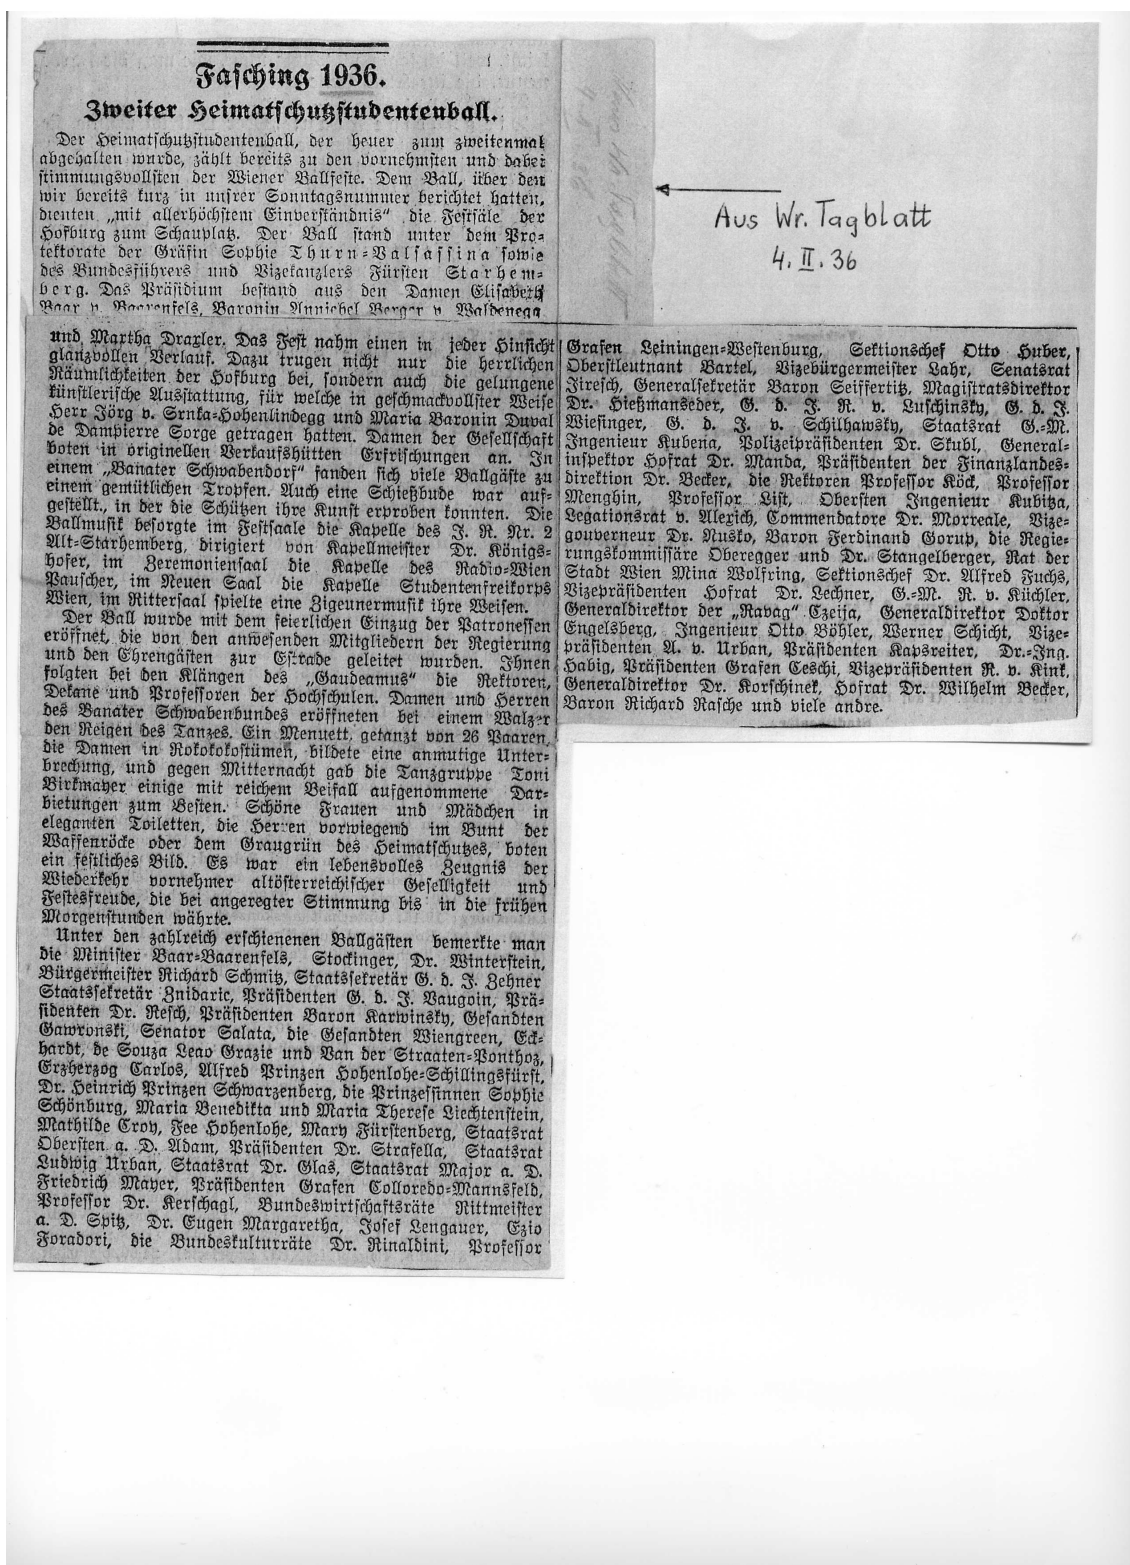 Fasching 1936.
Zweiter Heimatschutzstudentenball.
Der Heimatschutzstudentenball, der heuer zum zweitenmal
abgehalten wurde, zählt bereits zu den vornehmsten und dabei
stimmungsvollsten der Wiener Ballfeste. Dem Ball, über den
wir bereits kurz in unsrer Sonntagsnummer berichtet hatten,
dienten „mit allerhöchstem Einverständnis“ die Festsäle der
Hofburg zum Schauplatz. Der Ball stand unter dem Pro-
tektorate der Gräfin Sophie Thurn-Valsassina sowie
des Bundesführers und Vizekanzlers Fürsten Starhem-
berg. Das Präsidium bestand aus den Damen Elisabeth
Baar v. Baarenfels, Baronin Annichel Berger v. Waldenegg
und Martha Draxler. Das Fest nahm einen in jeder Hinsicht
glanzvollen Verlauf. Dazu trugen nicht nur die herrlichen
Räumlichkeiten der Hofburg bei, sondern auch die gelungene
künstlerische Ausstattung, für welche in geschmackvollster Weise
Herr Jörg v. Srnka-Hohenlindegg und Maria Baronin Duval
de Dampierre Sorge getragen hatten. Damen der Gesellschaft
boten in originellen Verkaufshütten Erfrischungen an. In
einem „Banater Schwabendorf“ fanden sich viele Ballgäste zu
einem gemütlichen Tropfen. Auch eine Schießbude war auf-
gestellt, in der die Schützen ihre Kunst erproben konnten. Die
Ballmusik besorgte im Festsaale die Kapelle des J. R. Nr. 2
Alt-Starhemberg, dirigiert von Kapellmeister Dr. Königs-
hofer, im Zeremoniensaal die Kapelle des Radio-Wien
Pauscher, im Neuen Saal die Kapelle Studentenfreikorps
Wien, im Rittersaal spielte eine Zigeunermusik ihre Weisen.
Der Ball wurde mit dem feierlichen Einzug der Patronessen
eröffnet, die von den anwesenden Mitgliedern der Regierung
und den Ehrengästen zur Estrade geleitet wurden. Ihnen
folgten bei den Klängen des „Gaudeamus“ die Rektoren,
Dekane und Professoren der Hochschulen. Damen und Herren
des Banater Schwabenbundes eröffneten bei einem Walzer
den Reigen des Tanzes. Ein Menuett, getanzt von 26 Paaren,
die Damen in Rokokokostümen, bildete eine anmutige Unter-
brechung, und gegen Mitternacht gab die Tanzgruppe Toni
Birkmayer einige mit reichem Beifall aufgenommene Dar-
bietungen zum Besten. Schöne Frauen und Mädchen in
eleganten Toiletten, die Herren vorwiegend im Bunt der
Waffenröcke oder dem Graugrün des Heimatschutzes, boten
ein festliches Bild. Es war ein lebensvolles Zeugnis der
Wiederkehr vornehmer altösterreichischer Geselligkeit und
Festesfreude, die bei angeregter Stimmung bis in die frühen
Morgenstunden währte.
Unter den zahlreich erschienenen Ballgästen bemerkte man
die Minister Baar-Baarenfels, Stockinger, Dr. Winterstein,
Bürgermeister Richard Schmitz, Staatssekretär G. d. J. Zehner
Staatssekretär Znidaric, Präsidenten G. d. J. Vaugoin, Prä-
sidenten Dr. Resch, Präsidenten Baron Karwinsky, Gesandten
Gawronski, Senator Salata, die Gesandten Wiengreen, Eck-
hardt, de Souza Leao Grazie und Van der Straaten-Ponthoz,
Erzherzog Carlos, Alfred Prinzen Hohenlohe-Schillingsfürst,
Dr. Heinrich Prinzen Schwarzenberg, die Prinzessinnen Sophie
Schönburg, Maria Benedikta und Maria Therese Liechtenstein,
Mathilde Croy, Fee Hohenlohe, Mary Fürstenberg, Staatsrat
Obersten a. D. Adam, Präsidenten Dr. Strafella, Staatsrat
Ludwig Urban, Staatsrat Dr. Glas, Staatsrat Major a. D.
Friedrich Mayer, Präsidenten Grafen Colloredo-Mannsfeld,
Professor Dr. Kerschagl, Bundeswirtschaftsräte Rittmeister
a. D. Spitz, Dr. Eugen Margaretha, Josef Lengauer, Ezio
Foradori, die Bundeskulturräte Dr. Rinaldini, Professor
Grafen Leiningen-Westenburg, Sektionschef Otto Huber,
Oberstleutnant Bartel, Vizebürgermeister Lahr, Senatsrat
Jiresch, Generalsekretär Baron Seiffertitz, Magistratsdirektor
Dr. Hießmanseder, G. d. J. R. v. Luschinsky, G. d. J.
Wiesinger, G. d. J. v. Schilhawsky, Staatsrat G.-M.
Ingenieur Kubena, Polizeipräsidenten Dr. Skubl, General-
inspektor Hofrat Dr. Manda, Präsidenten der Finanzlandes-
direktion Dr. Becker, die Rektoren Professor Köck, Professor
Menghin, Professor List, Obersten Ingenieur Kubitza,
Legationsrat v. Alexich, Commendatore Dr. Morreale, Vize-
gouverneur Dr. Nusko, Baron Ferdinand Gorup, die Regie-
rungskommissäre Oberegger und Dr. Stangelberger, Rat der
Stadt Wien Mina Wolfring, Sektionschef Dr. Alfred Fuchs,
Vizepräsidenten Hofrat Dr. Lechner, G.-M. R. v. Küchler,
Generaldirektor der „Ravag“ Czeija, Generaldirektor Doktor
Engelsberg, Ingenieur Otto Böhler, Werner Schicht, Vize-
präsidenten A. v. Urban, Präsidenten Kapsreiter, Dr.-Ing.
Habig, Präsidenten Grafen Ceschi, Vizepräsidenten R. v. Kink,
Generaldirektor Dr. Korschinek, Hofrat Dr. Wilhelm Becker,
Baron Richard Rasche und viele andre.
Aus Wr. Tagblatt
4. II. 36